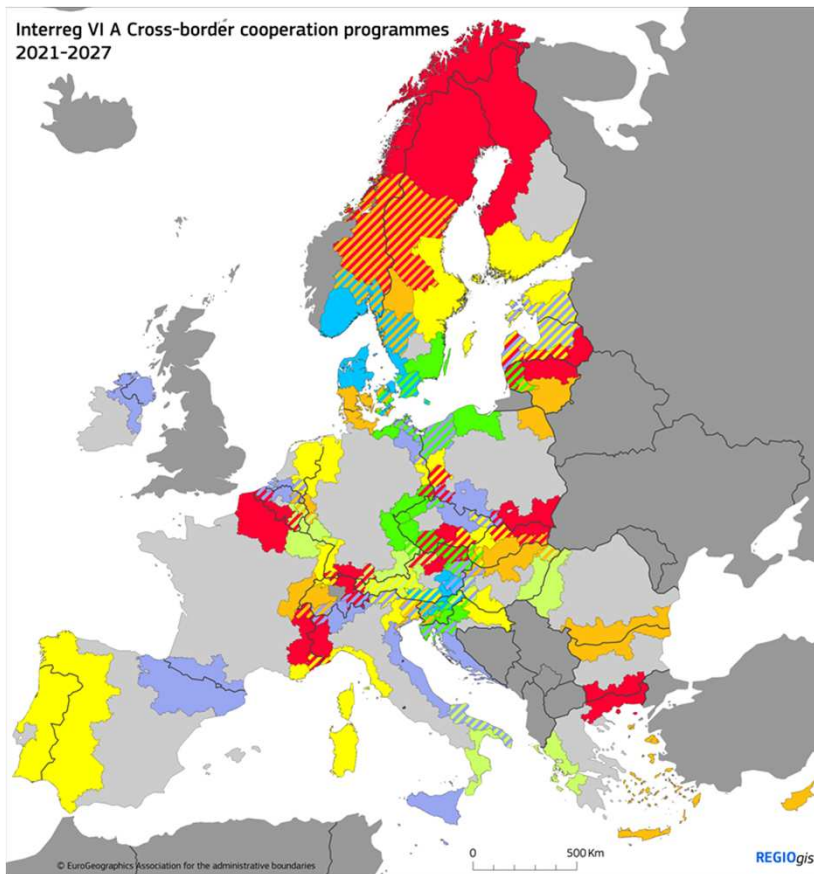 Interreg VI A Cross-border cooperation programmes
2021-2027
© EuroGeographics Association for the administrative boundaries
0 500 Km
REGIOgis